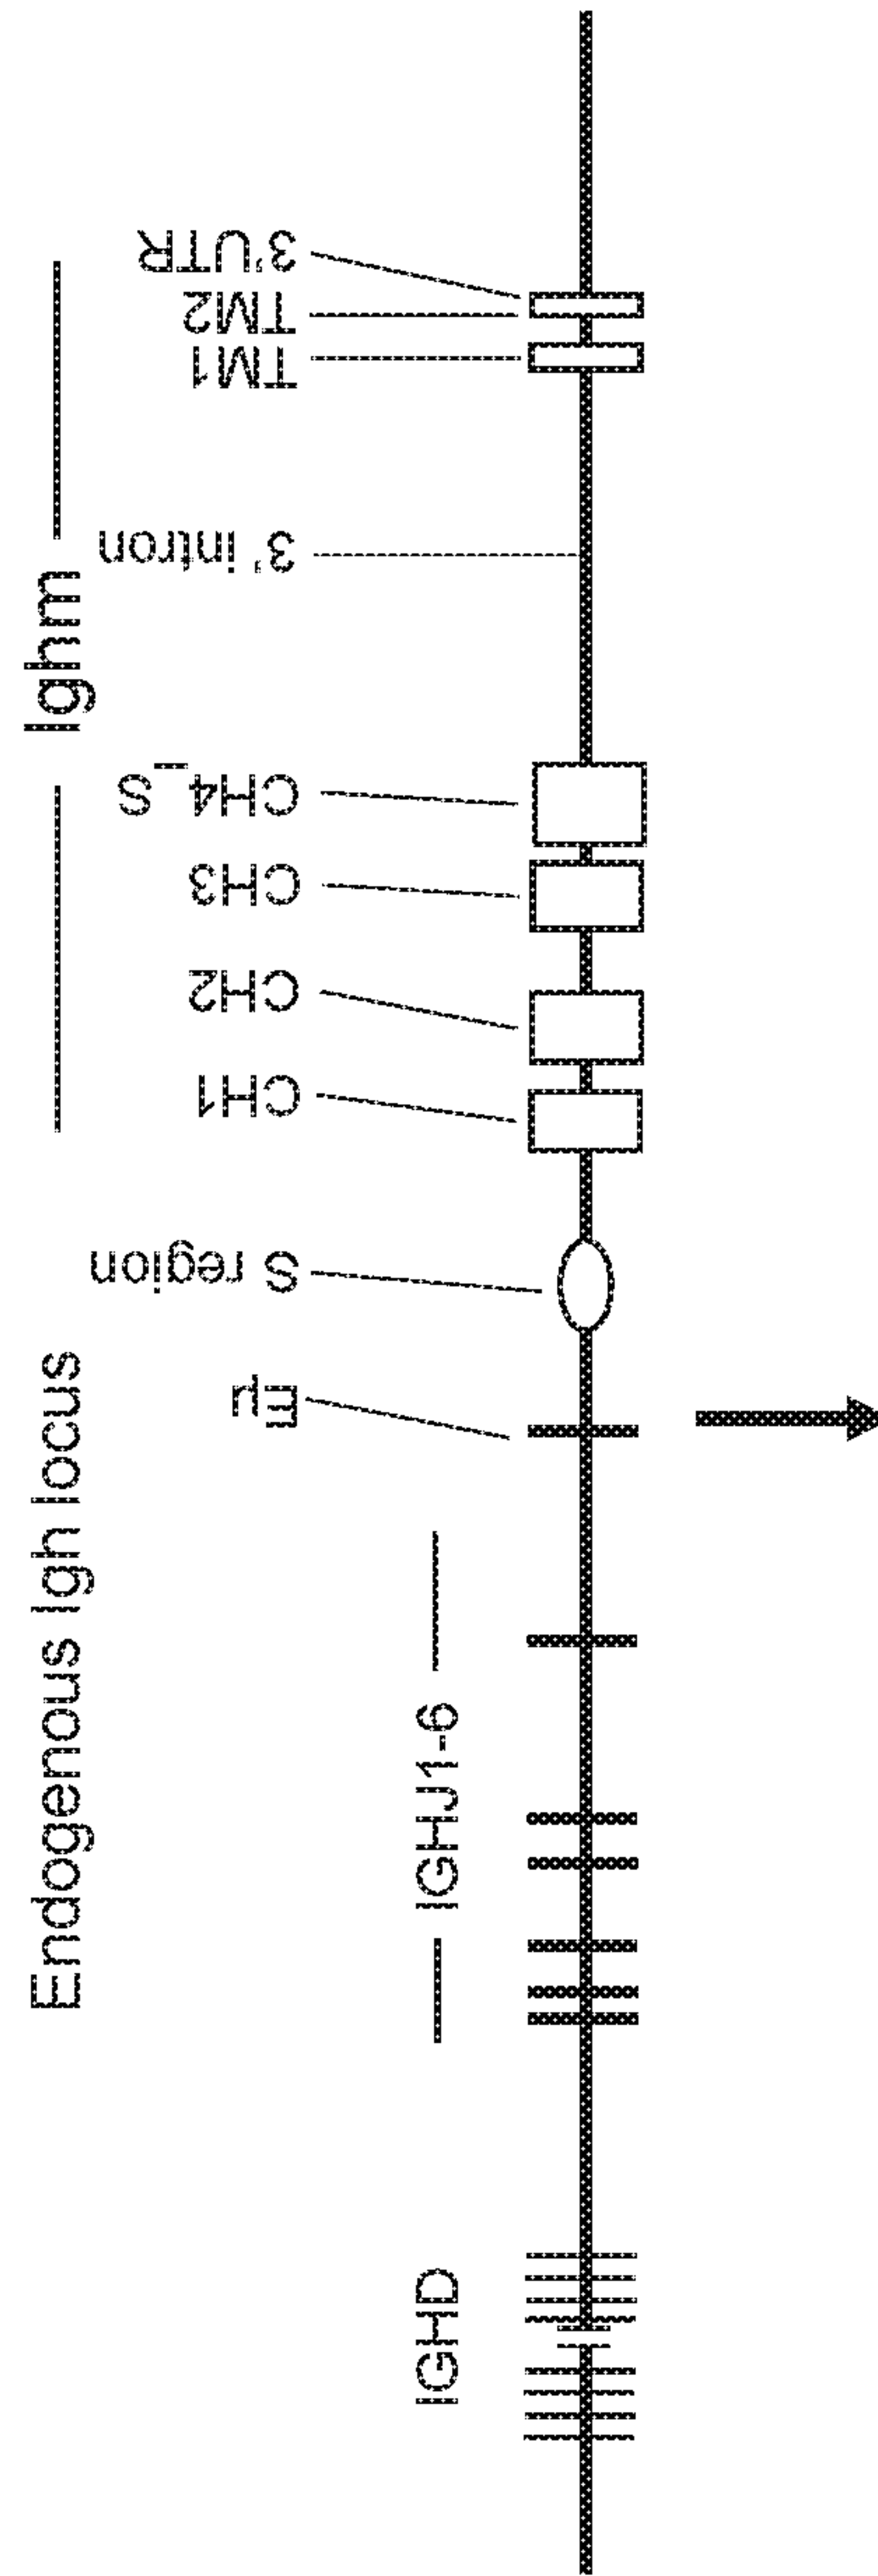 Endogenous Igh locus
Ighm
IGHD
IGHJ1-6
Eμ
S region
CH1
CH2
CH3
CH4_S
3' intron
TM1
TM2
3'UTR